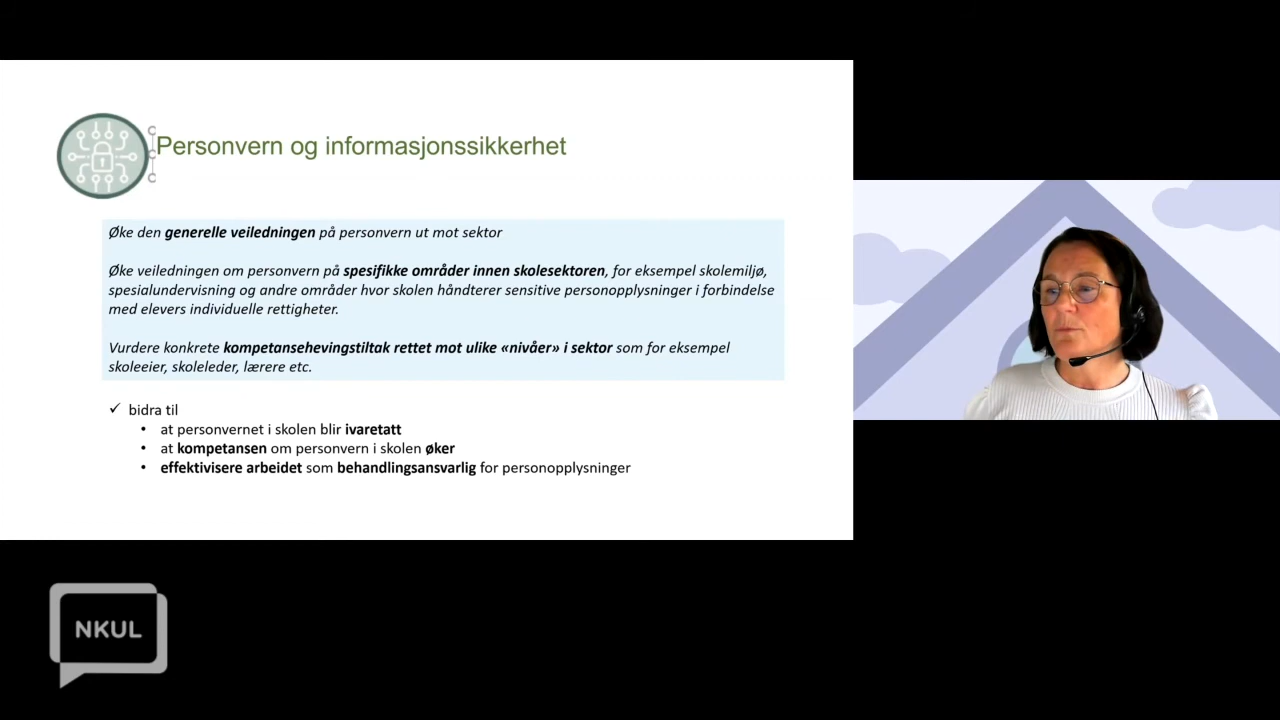 Personvern og informasjonssikkerhet
Øke den generelle veiledningen på personvern ut mot sektor
Øke veiledningen om personvern på spesifikke områder innen skolesektoren, for eksempel skolemiljø,
spesialundervisning og andre områder hvor skolen håndterer sensitive personopplysninger i forbindelse
med elevers individuelle rettigheter.
Vurdere konkrete kompetansehevingstiltak rettet mot ulike «nivåer» i sektor som for eksempel
skoleeier, skoleleder, lærere etc.
✓ bidra til
• at personvernet i skolen blir ivaretatt
• at kompetansen om personvern i skolen øker
• effektivisere arbeidet som behandlingsansvarlig for personopplysninger
NKUL